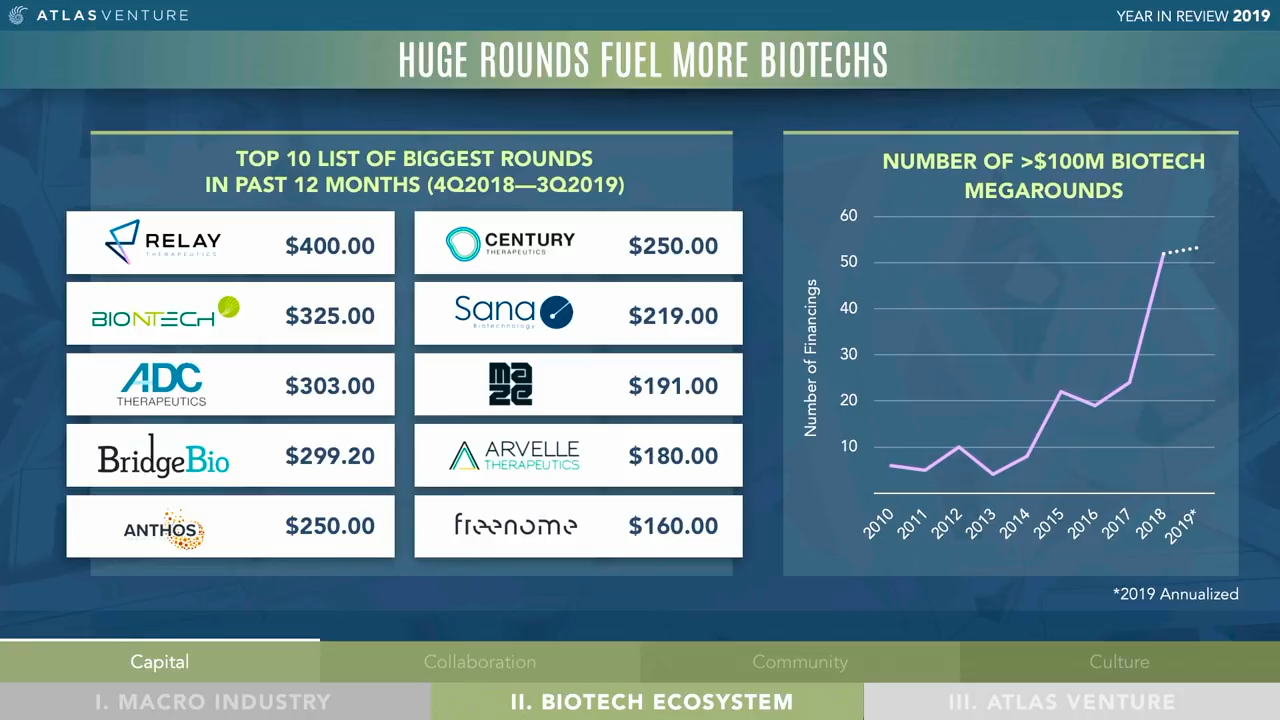 ATLAS VENTURE
YEAR IN REVIEW 2019
HUGE ROUNDS FUEL MORE BIOTECHS
TOP 10 LIST OF BIGGEST ROUNDS
IN PAST 12 MONTHS (4Q2018—3Q2019)
RELAY
THERAPEUTICS
$400.00
BIONTECH
$325.00
ADC
THERAPEUTICS
$303.00
BridgeBio
$299.20
ANTHOS
$250.00
CENTURY
THERAPEUTICS
$250.00
Sana
Biotechnology
$219.00
maze
$191.00
ARVELLE
THERAPEUTICS
$180.00
freenome
$160.00
NUMBER OF >$100M BIOTECH
MEGAROUNDS
Number of Financings
60
50
40
30
20
10
2010
2011
2012
2013
2014
2015
2016
2017
2018
2019*
*2019 Annualized
Capital
Collaboration
Community
Culture
I. MACRO INDUSTRY
II. BIOTECH ECOSYSTEM
III. ATLAS VENTURE